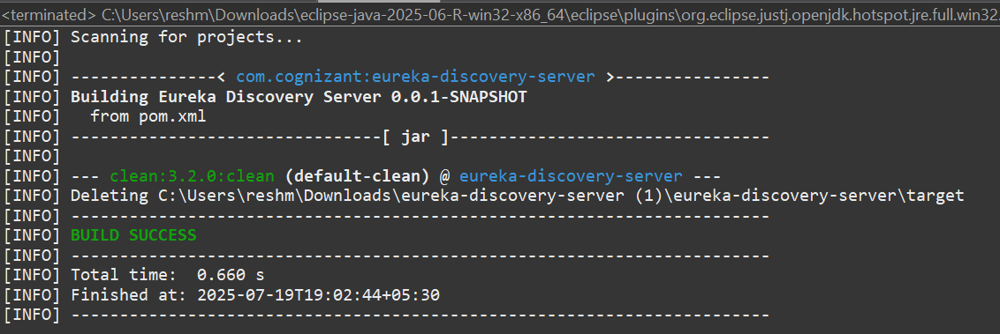 <terminated> C:\Users\reshm\Downloads\eclipse-java-2025-06-R-win32-x86_64\eclipse\plugins\org.eclipse.justj.openjdk.hotspot.jre.full.win32.
[INFO] Scanning for projects...
[INFO]
[INFO] ---------------< com.cognizant:eureka-discovery-server >----------------
[INFO] Building Eureka Discovery Server 0.0.1-SNAPSHOT
[INFO]   from pom.xml
[INFO] --------------------------------[ jar ]---------------------------------
[INFO]
[INFO] --- clean:3.2.0:clean (default-clean) @ eureka-discovery-server ---
[INFO] Deleting C:\Users\reshm\Downloads\eureka-discovery-server (1)\eureka-discovery-server\target
[INFO] ------------------------------------------------------------------------
[INFO] BUILD SUCCESS
[INFO] ------------------------------------------------------------------------
[INFO] Total time:  0.660 s
[INFO] Finished at: 2025-07-19T19:02:44+05:30
[INFO] ------------------------------------------------------------------------